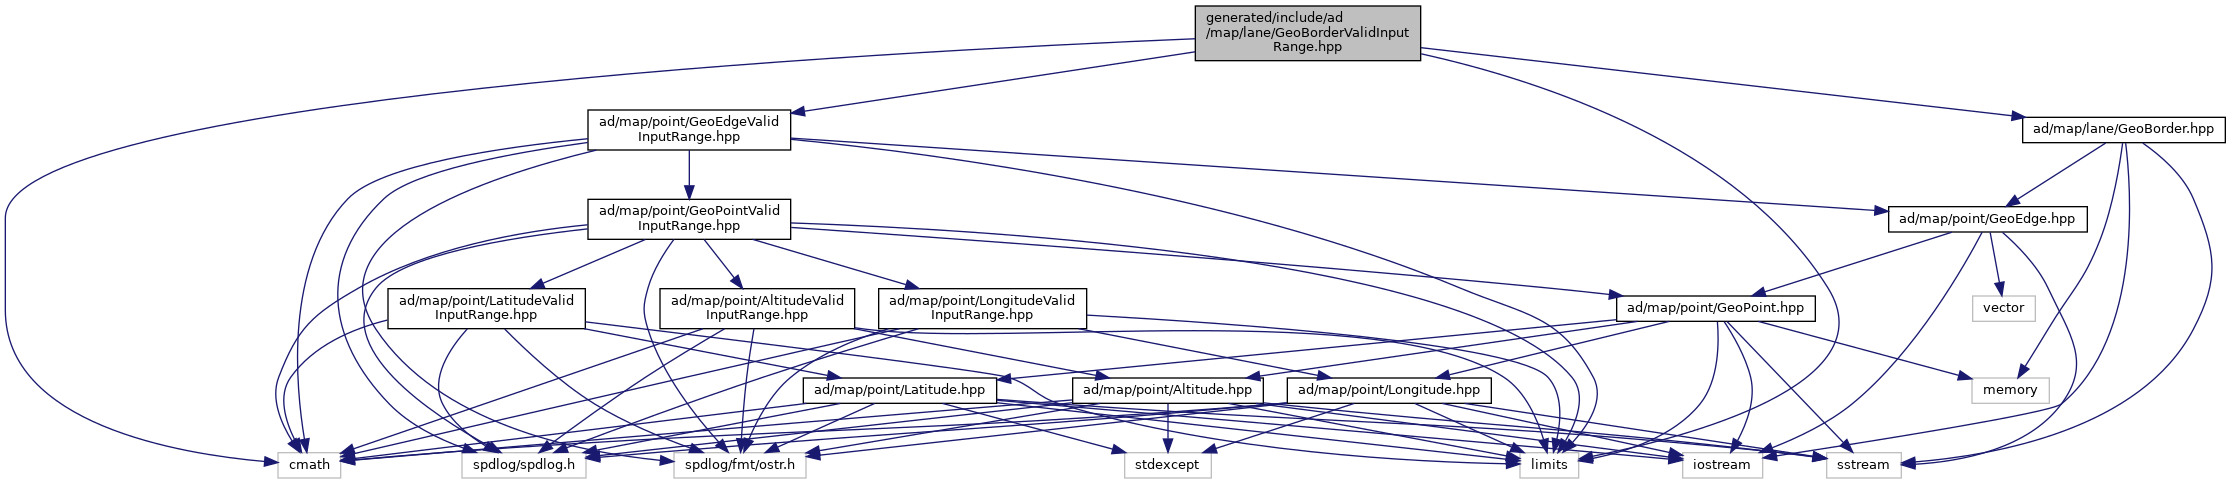 generated/include/ad
/map/lane/GeoBorderValidInput
Range.hpp
ad/map/point/GeoEdgeValid
InputRange.hpp
ad/map/lane/GeoBorder.hpp
ad/map/point/GeoPointValid
InputRange.hpp
ad/map/point/GeoEdge.hpp
ad/map/point/LatitudeValid
InputRange.hpp
ad/map/point/AltitudeValid
InputRange.hpp
ad/map/point/LongitudeValid
InputRange.hpp
ad/map/point/GeoPoint.hpp
vector
ad/map/point/Latitude.hpp
ad/map/point/Altitude.hpp
ad/map/point/Longitude.hpp
memory
cmath
spdlog/spdlog.h
spdlog/fmt/ostr.h
stdexcept
limits
iostream
sstream